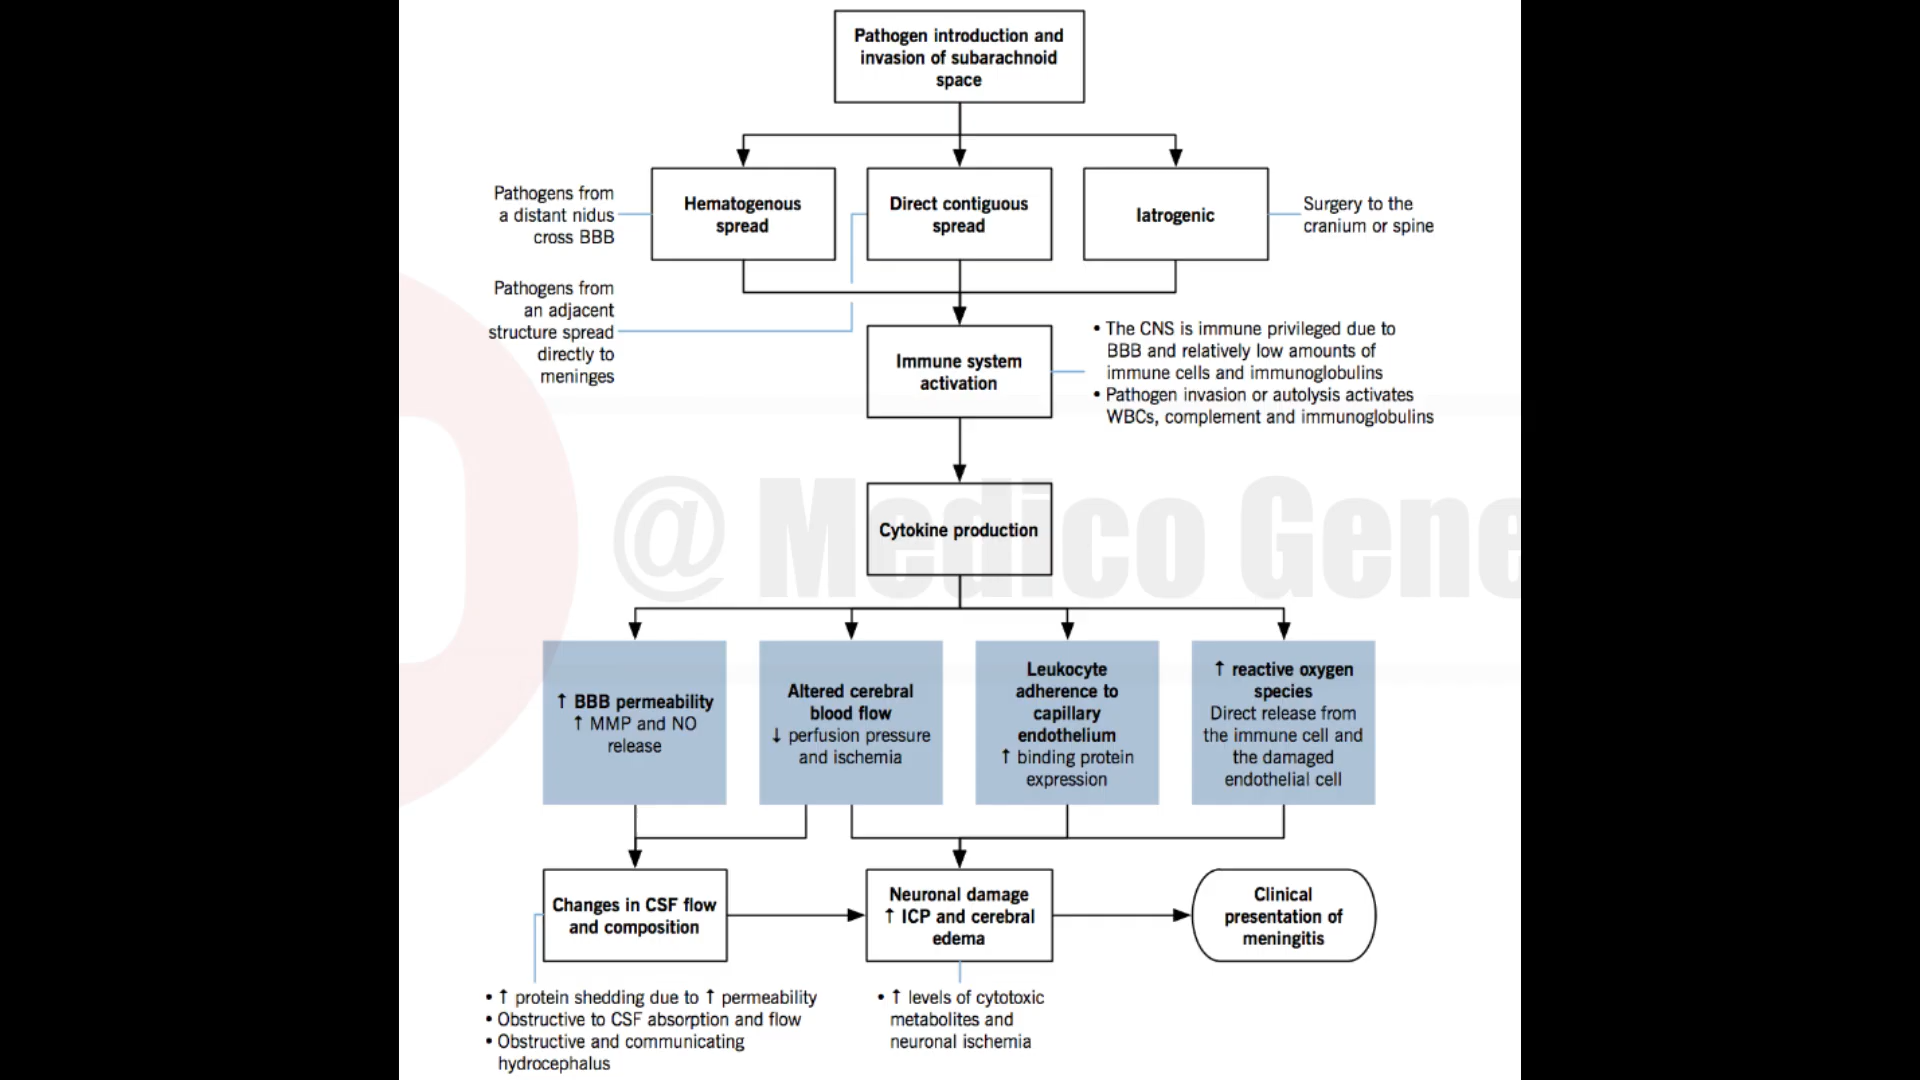 Pathogen introduction and
invasion of subarachnoid
space
Pathogens from
a distant nidus
cross BBB
Hematogenous
spread
Direct contiguous
spread
Iatrogenic
Surgery to the
cranium or spine
Pathogens from
an adjacent
structure spread
directly to
meninges
Immune system
activation
• The CNS is immune privileged due to
BBB and relatively low amounts of
immune cells and immunoglobulins
• Pathogen invasion or autolysis activates
WBCs, complement and immunoglobulins
@ Medico Gene
Cytokine production
↑ BBB permeability
↑ MMP and NO
release
Altered cerebral
blood flow
↓ perfusion pressure
and ischemia
Leukocyte
adherence to
capillary
endothelium
↑ binding protein
expression
↑ reactive oxygen
species
Direct release from
the immune cell and
the damaged
endothelial cell
Changes in CSF flow
and composition
Neuronal damage
↑ ICP and cerebral
edema
Clinical
presentation of
meningitis
• ↑ protein shedding due to ↑ permeability
• Obstructive to CSF absorption and flow
• Obstructive and communicating
hydrocephalus
• ↑ levels of cytotoxic
metabolites and
neuronal ischemia